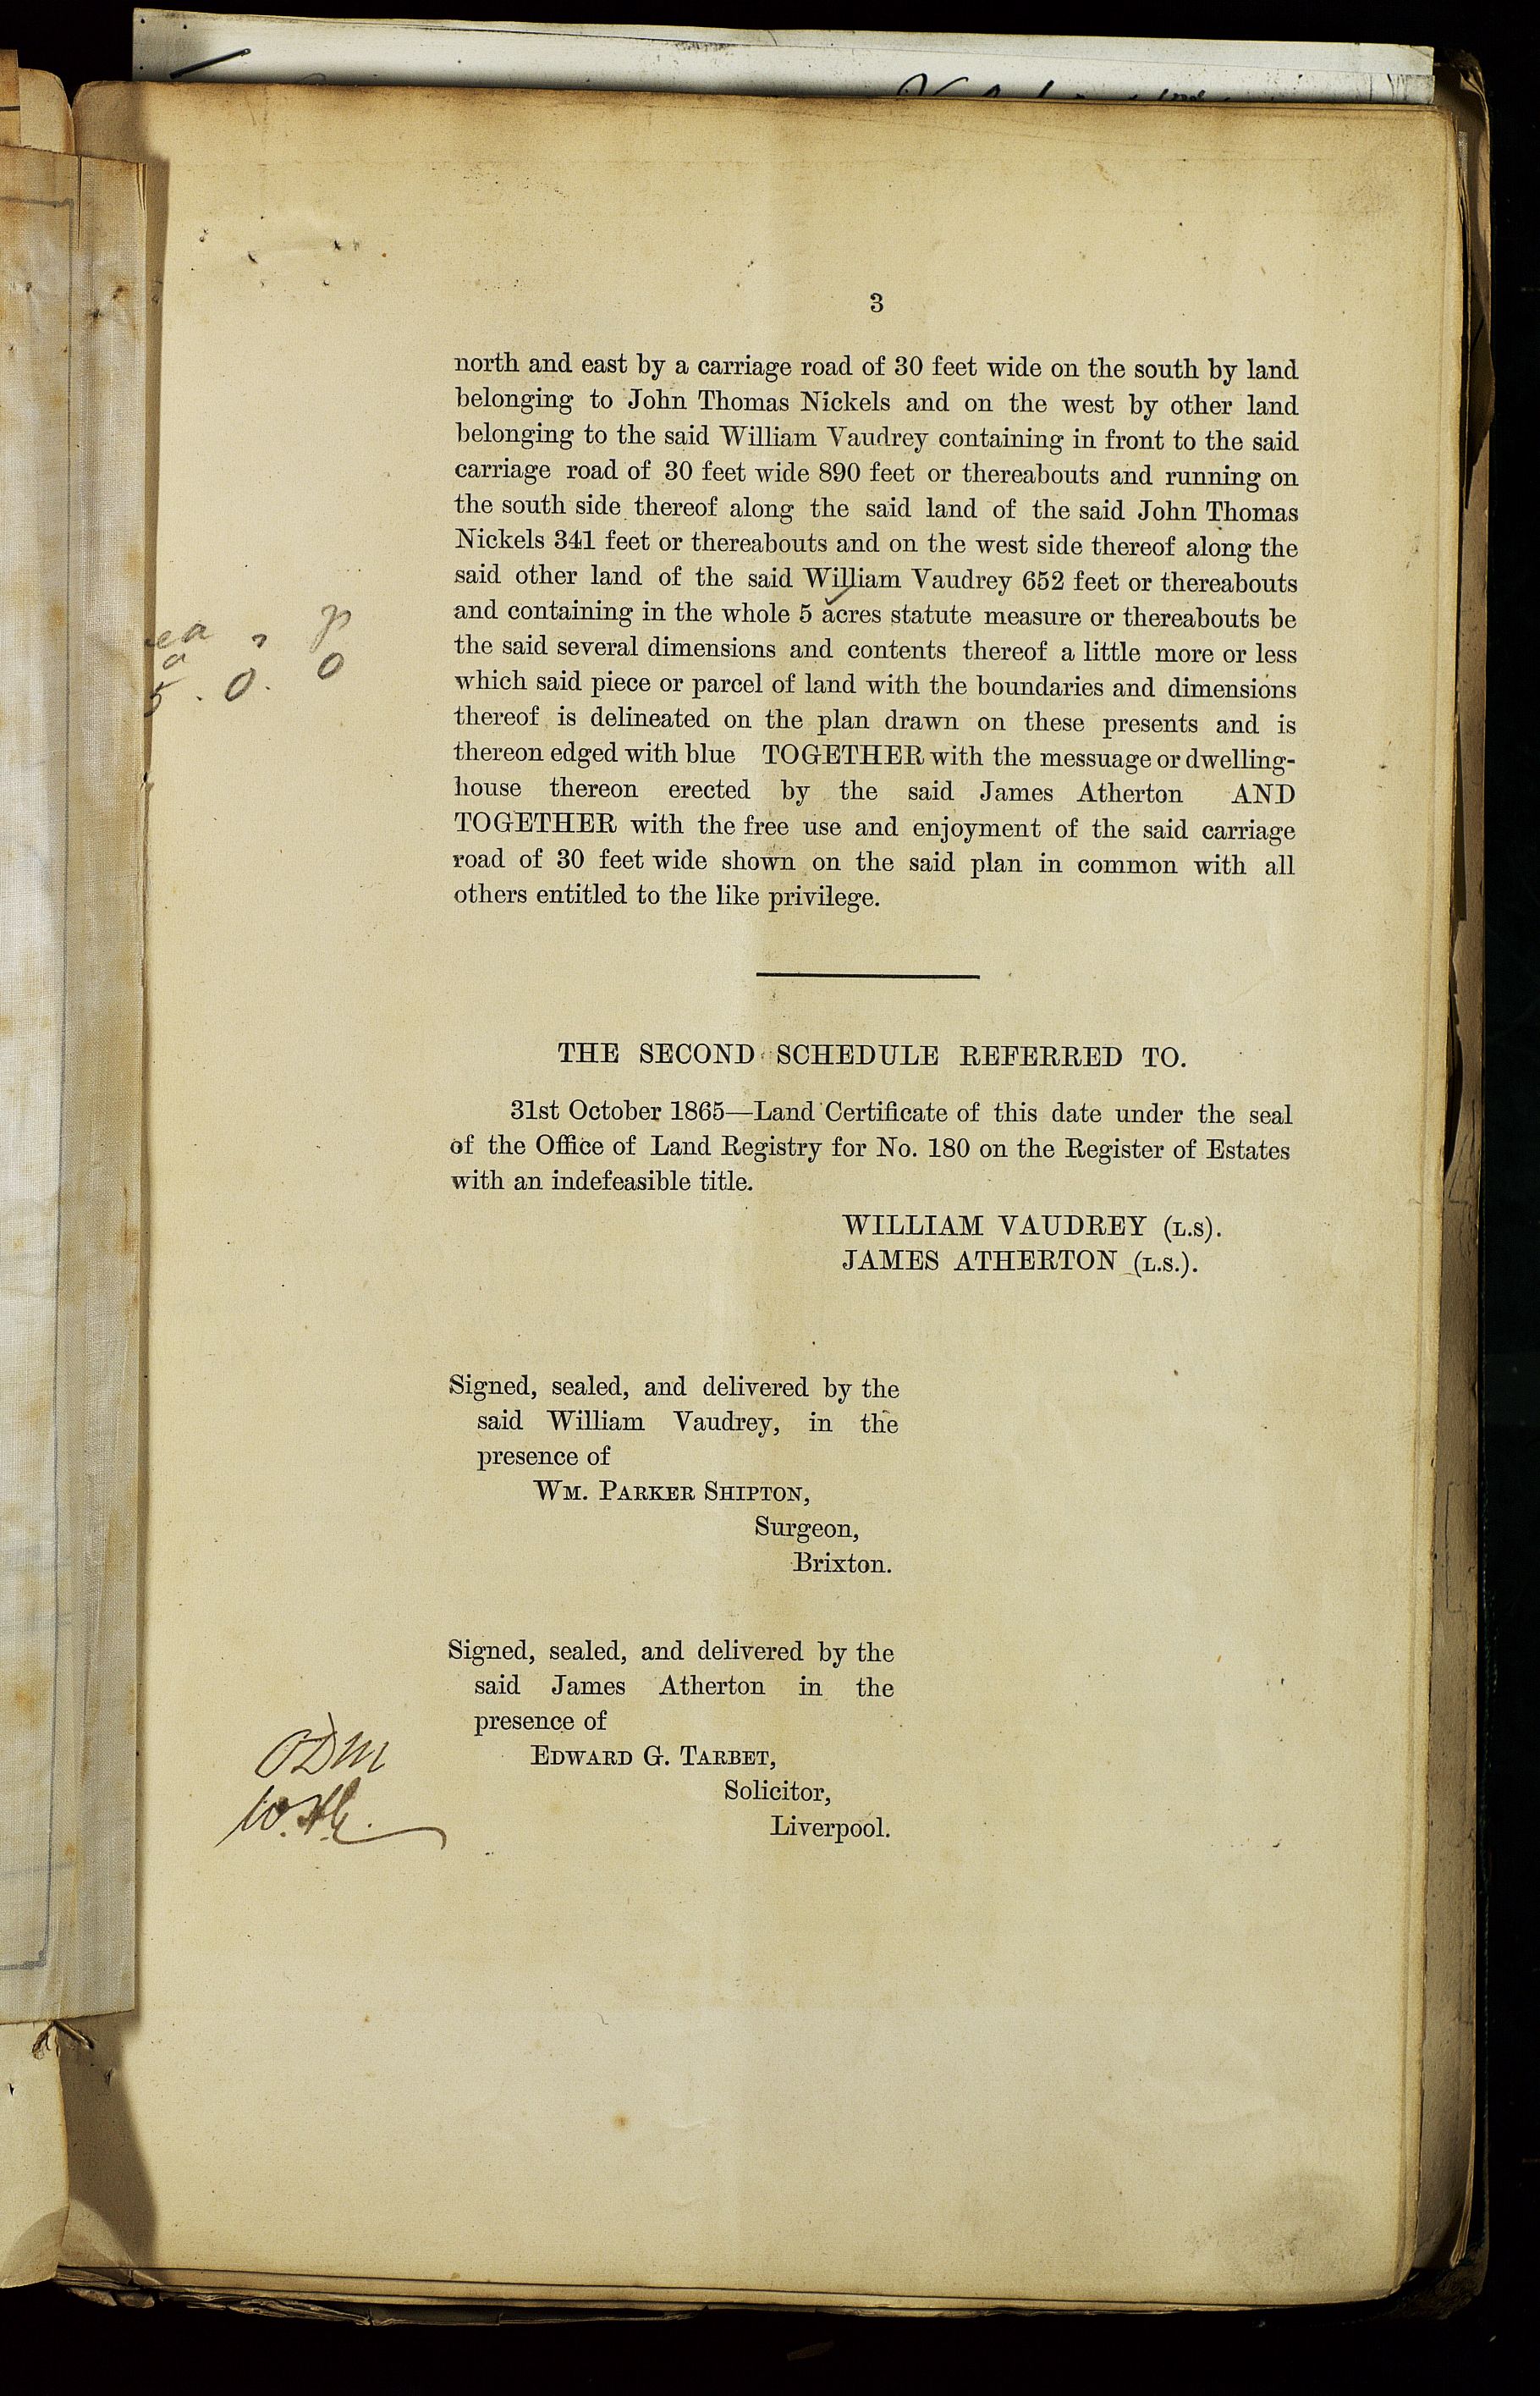 3
north and east by a carriage road of 30 feet wide on the south by land
belonging to John Thomas Nickels and on the west by other land
belonging to the said William Vaudrey containing in front to the said
carriage road of 30 feet wide 890 feet or thereabouts and running on
the south side thereof along the said land of the said John Thomas
Nickels 341 feet or thereabouts and on the west side thereof along the
said other land of the said William Vaudrey 652 feet or thereabouts
and containing in the whole 5 acres statute measure or thereabouts be
the said several dimensions and contents thereof a little more or less
which said piece or parcel of land with the boundaries and dimensions
thereof is delineated on the plan drawn on these presents and is
thereon edged with blue TOGETHER with the messuage or dwelling-
house thereon erected by the said James Atherton AND
TOGETHER with the free use and enjoyment of the said carriage
road of 30 feet wide shown on the said plan in common with all
others entitled to the like privilege.
a r p
5 . 0 . 0
THE SECOND SCHEDULE REFERRED TO.
31st October 1865—Land Certificate of this date under the seal
of the Office of Land Registry for No. 180 on the Register of Estates
with an indefeasible title.
WILLIAM VAUDREY (L.S).
JAMES ATHERTON (L.S.).
Signed, sealed, and delivered by the
said William Vaudrey, in the
presence of
WM. PARKER SHIPTON,
Surgeon,
Brixton.
Signed, sealed, and delivered by the
said James Atherton in the
presence of
EDWARD G. TARBET,
Solicitor,
Liverpool.